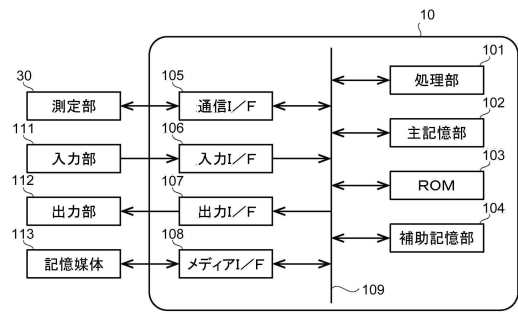 10
101
処理部
30
105
測定部
通信I／F
102
主記憶部
111
106
入力部
入力I／F
103
ROM
112
107
出力部
出力I／F
104
補助記憶部
113
108
記憶媒体
メディアI／F
109